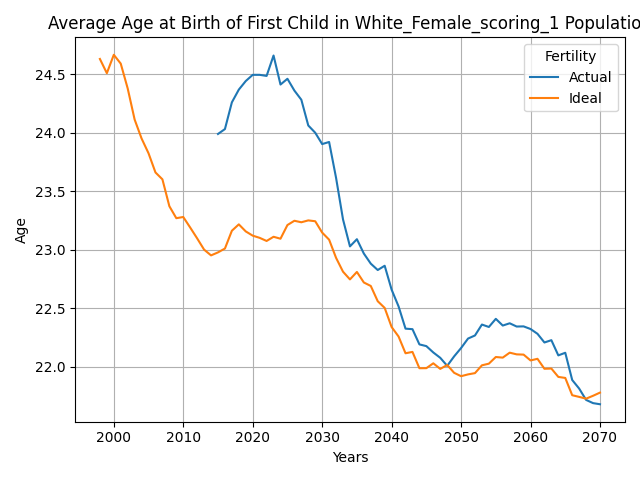 Average Age at Birth of First Child in White_Female_scoring_1 Populatio
Fertility
Actual
Ideal
24.5
24.0
23.5
23.0
22.5
22.0
Age
2000 2010 2020 2030 2040 2050 2060 2070
Years